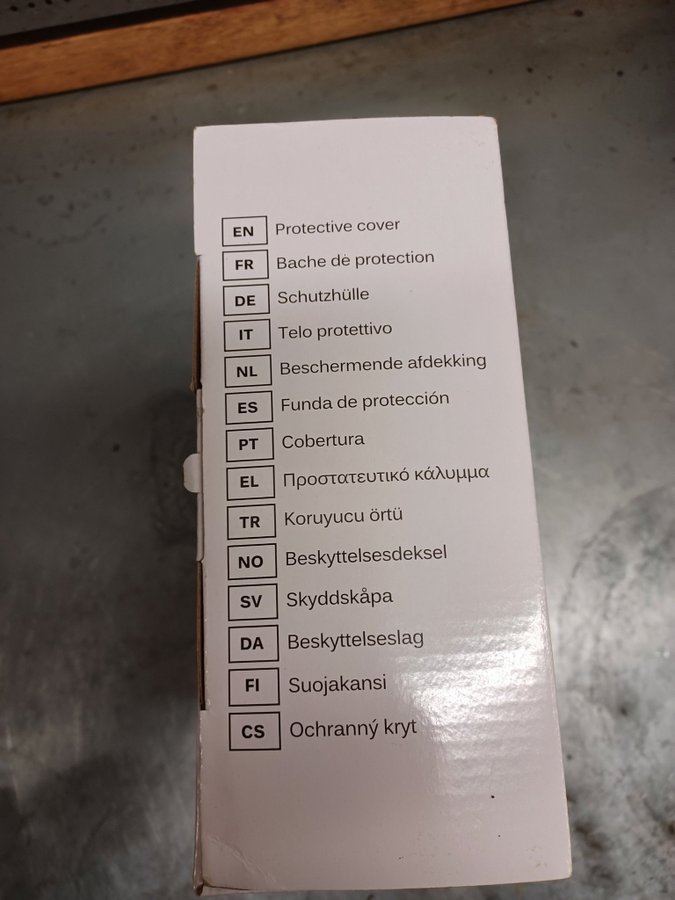 EN Protective cover
FR Bache de protection
DE Schutzhülle
IT Telo protettivo
NL Beschermende afdekking
ES Funda de protección
PT Cobertura
EL Προστατευτικό κάλυμμα
TR Koruyucu örtü
NO Beskyttelsesdeksel
SV Skyddskåpa
DA Beskyttelseslag
FI Suojakansi
CS Ochranný kryt